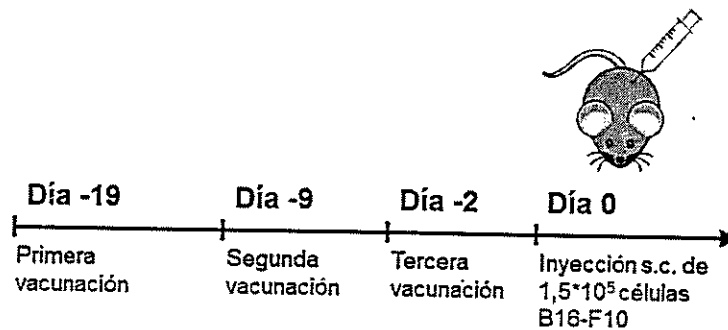 Día -19
Día -9
Día -2
Día 0
Primera
vacunación
Segunda
vacunación
Tercera
vacunación
Inyección s.c. de
1,5*10⁵ células
B16-F10